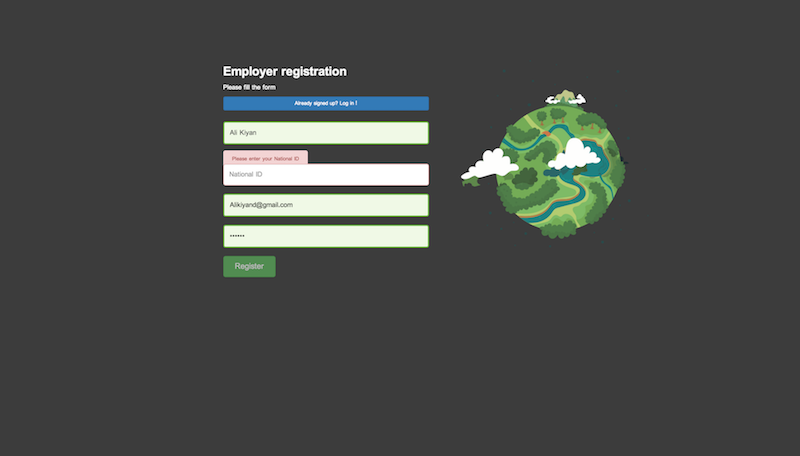 Employer registration
Please fill the form
Already signed up? Log in !
Ali Kiyan
Please enter your National ID
National ID
Alikiyand@gmail.com
••••••
Register